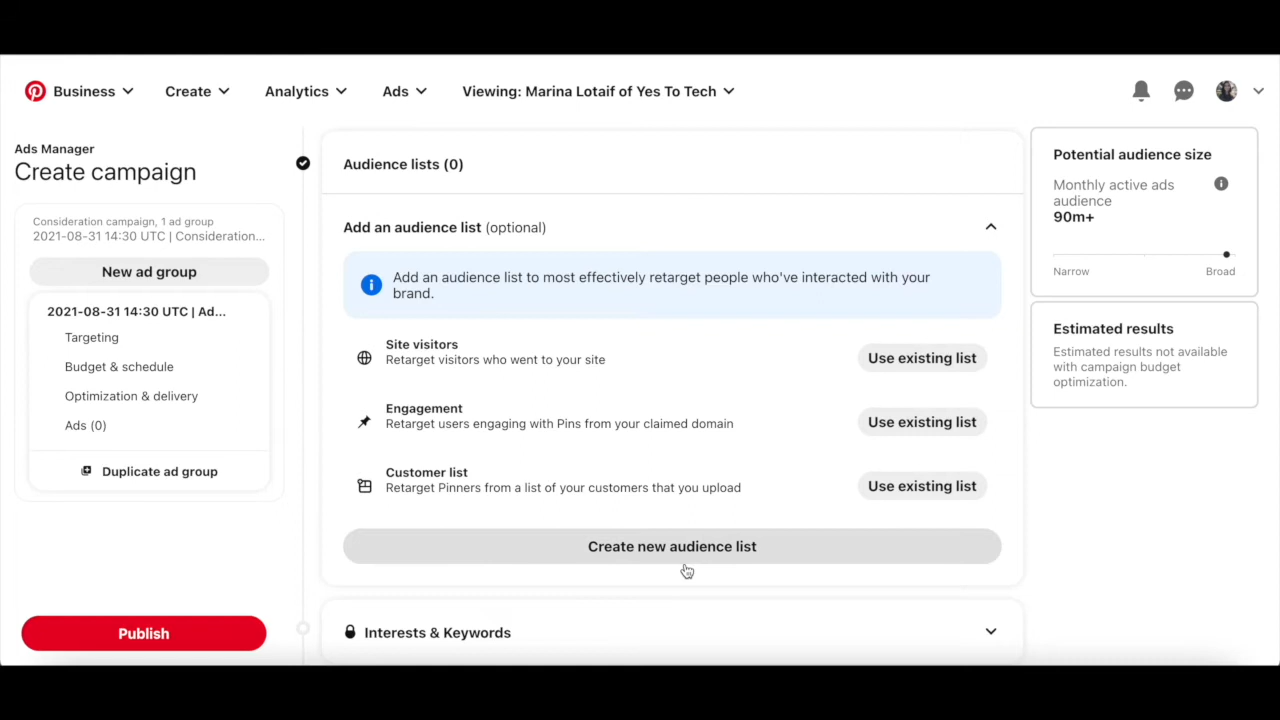 Business
Create
Analytics
Ads
Viewing: Marina Lotaif of Yes To Tech
Ads Manager
Create campaign
Consideration campaign, 1 ad group
2021-08-31 14:30 UTC | Consideration...
New ad group
2021-08-31 14:30 UTC | Ad...
Targeting
Budget & schedule
Optimization & delivery
Ads (0)
Duplicate ad group
Publish
Audience lists (0)
Add an audience list (optional)
Add an audience list to most effectively retarget people who've interacted with your
brand.
Site visitors
Retarget visitors who went to your site
Use existing list
Engagement
Retarget users engaging with Pins from your claimed domain
Use existing list
Customer list
Retarget Pinners from a list of your customers that you upload
Use existing list
Create new audience list
Interests & Keywords
Potential audience size
Monthly active ads
audience
90m+
Narrow
Broad
Estimated results
Estimated results not available
with campaign budget
optimization.